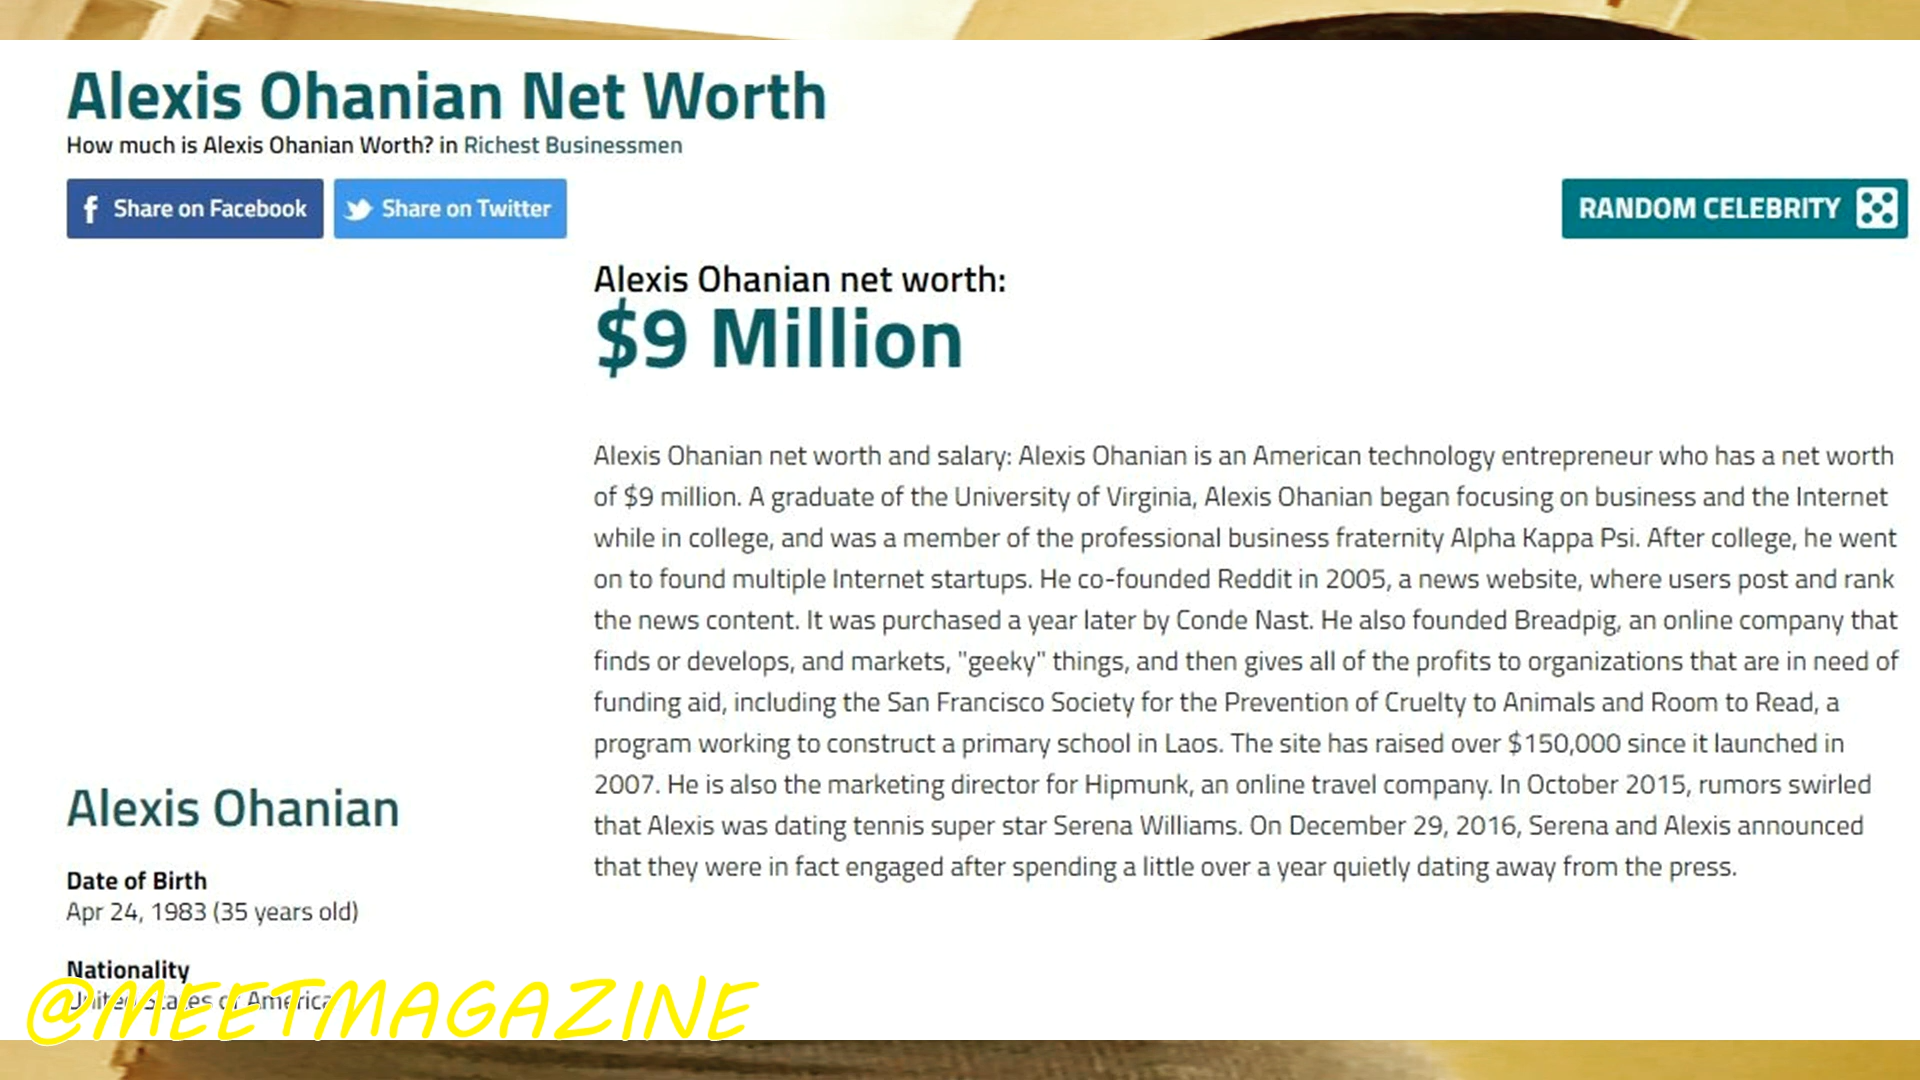 Alexis Ohanian Net Worth
How much is Alexis Ohanian Worth? in Richest Businessmen
f Share on Facebook Share on Twitter
RANDOM CELEBRITY
Alexis Ohanian net worth:
$9 Million
Alexis Ohanian net worth and salary: Alexis Ohanian is an American technology entrepreneur who has a net worth
of $9 million. A graduate of the University of Virginia, Alexis Ohanian began focusing on business and the Internet
while in college, and was a member of the professional business fraternity Alpha Kappa Psi. After college, he went
on to found multiple Internet startups. He co-founded Reddit in 2005, a news website, where users post and rank
the news content. It was purchased a year later by Conde Nast. He also founded Breadpig, an online company that
finds or develops, and markets, "geeky" things, and then gives all of the profits to organizations that are in need of
funding aid, including the San Francisco Society for the Prevention of Cruelty to Animals and Room to Read, a
program working to construct a primary school in Laos. The site has raised over $150,000 since it launched in
2007. He is also the marketing director for Hipmunk, an online travel company. In October 2015, rumors swirled
that Alexis was dating tennis super star Serena Williams. On December 29, 2016, Serena and Alexis announced
that they were in fact engaged after spending a little over a year quietly dating away from the press.
Alexis Ohanian
Date of Birth
Apr 24, 1983 (35 years old)
Nationality
United States of America
@MEETMAGAZINE